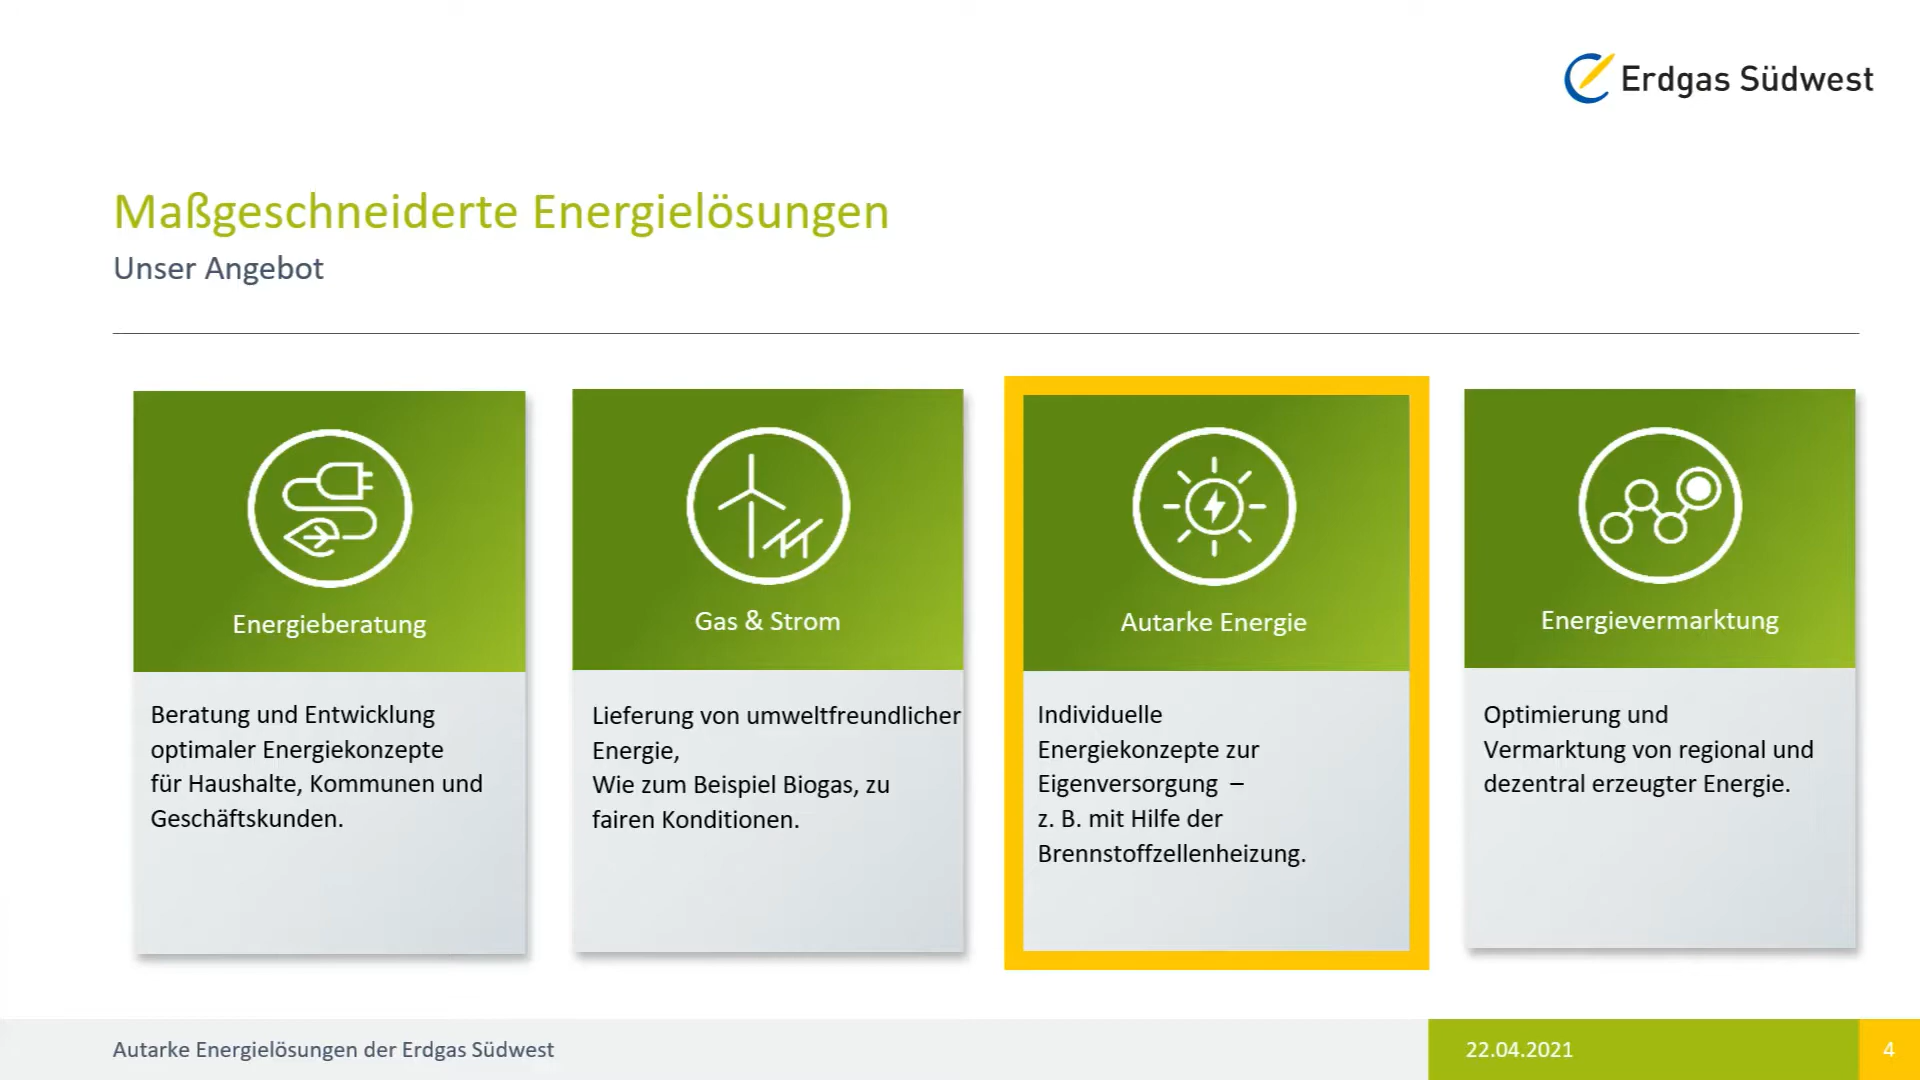 Erdgas Südwest
Maßgeschneiderte Energielösungen
Unser Angebot
Energieberatung
Beratung und Entwicklung
optimaler Energiekonzepte
für Haushalte, Kommunen und
Geschäftskunden.
Gas & Strom
Lieferung von umweltfreundlicher
Energie,
Wie zum Beispiel Biogas, zu
fairen Konditionen.
Autarke Energie
Individuelle
Energiekonzepte zur
Eigenversorgung –
z. B. mit Hilfe der
Brennstoffzellenheizung.
Energievermarktung
Optimierung und
Vermarktung von regional und
dezentral erzeugter Energie.
Autarke Energielösungen der Erdgas Südwest
22.04.2021
4